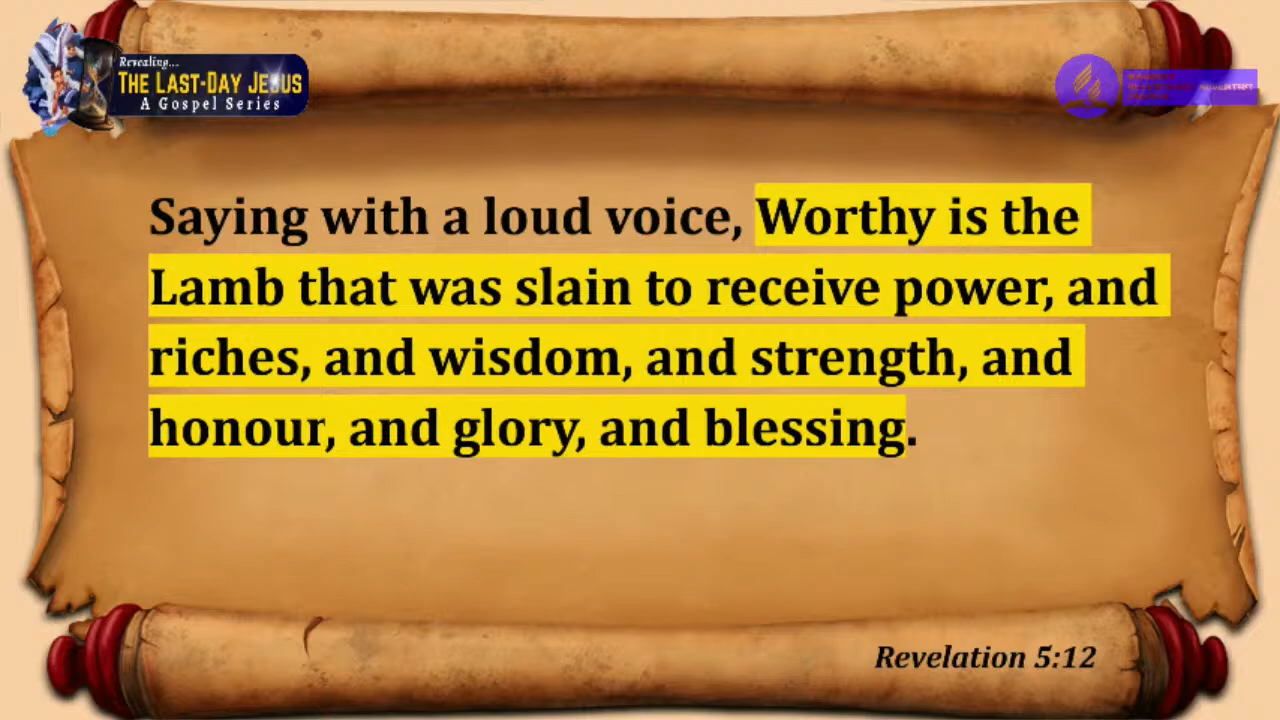 Revealing...
THE LAST-DAY JESUS
A Gospel Series
Saying with a loud voice, Worthy is the
Lamb that was slain to receive power, and
riches, and wisdom, and strength, and
honour, and glory, and blessing.
Revelation 5:12